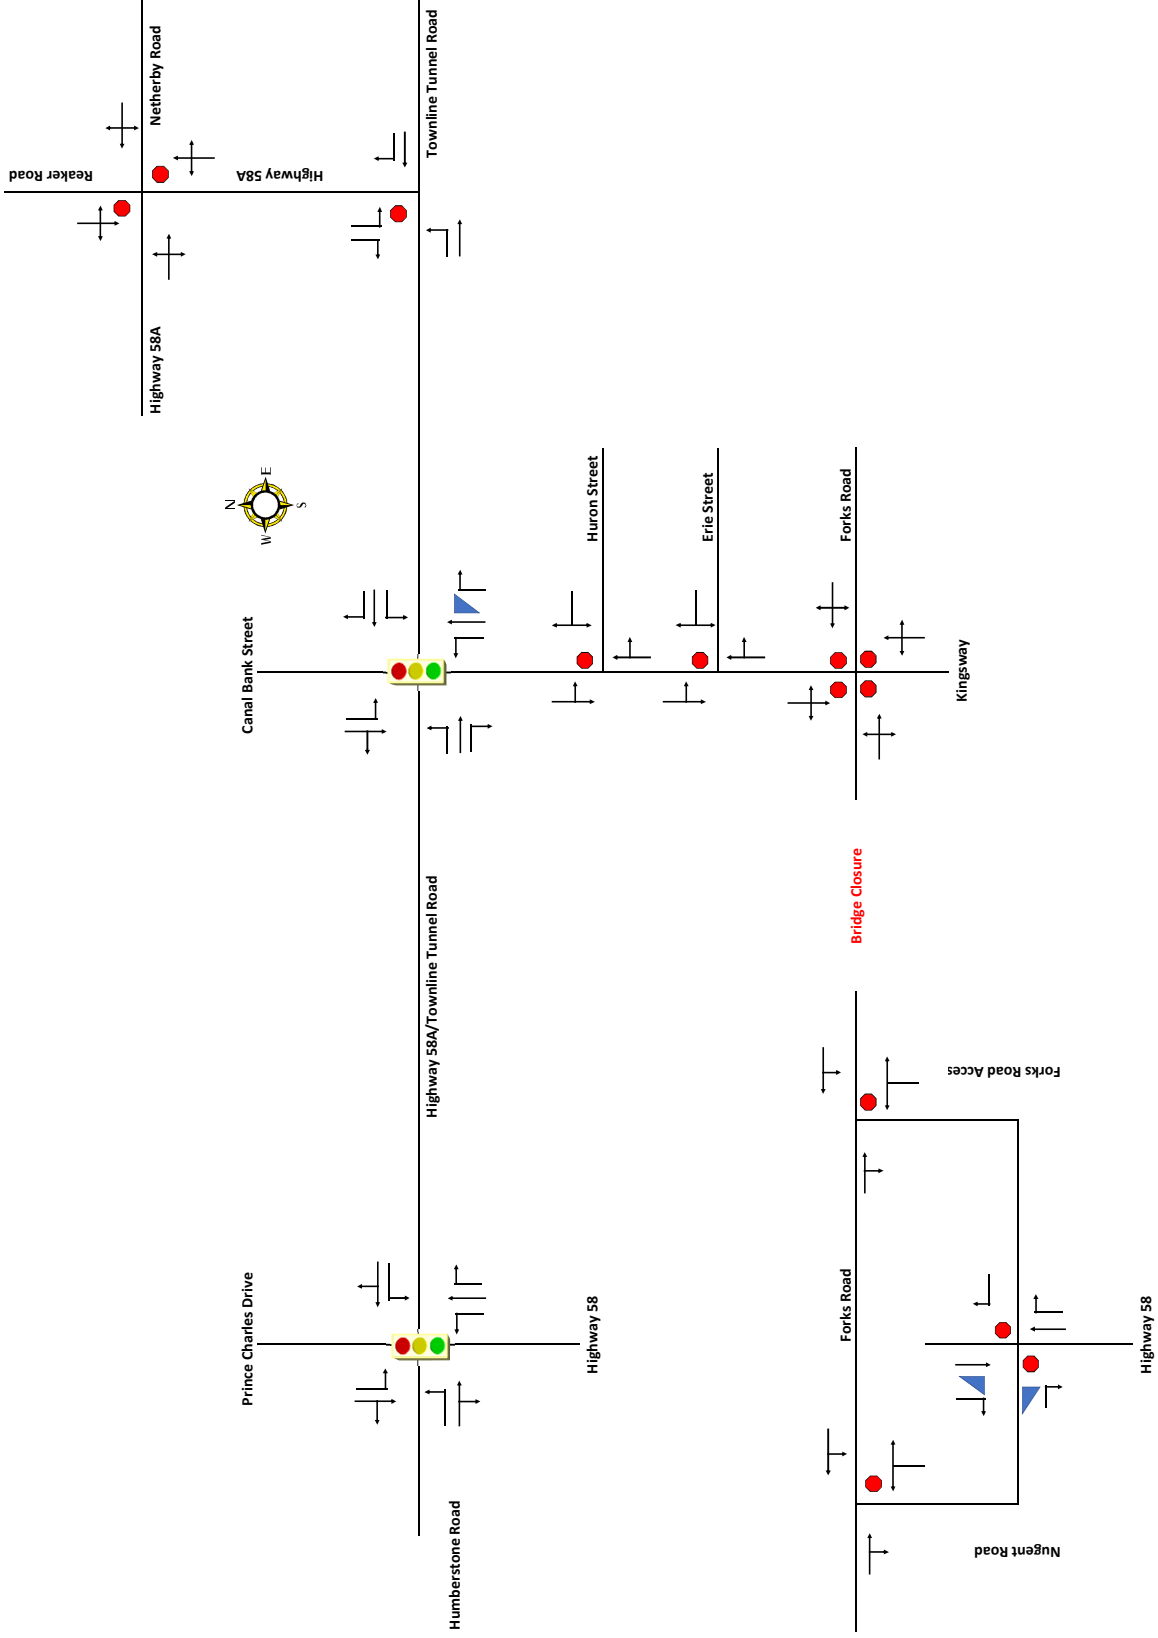 Netherby Road
Townline Tunnel Road
Reaker Road
Highway 58A
Highway 58A
N
E
S
W
Canal Bank Street
Huron Street
Erie Street
Forks Road
Kingsway
Highway 58A/Townline Tunnel Road
Bridge Closure
Forks Road Acces
Prince Charles Drive
Highway 58
Forks Road
Highway 58
Humberstone Road
Nugent Road